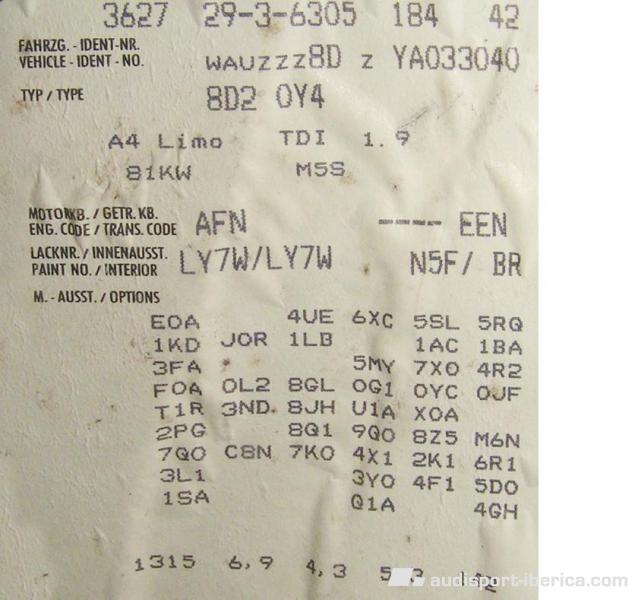 3627 29-3-6305 184 42
FAHRZG.-IDENT-NR.
VEHICLE-IDENT-NO. WAUZZZ8D Z YA033040
TYP / TYPE 8D2 0Y4
A4 Limo TDI 1.9
81KW M5S
MOTORKB. / GETR. KB.
ENG. CODE / TRANS. CODE AFN ---- EEN
LACKNR. / INNENAUSST.
PAINT NO. / INTERIOR LY7W/LY7W N5F/ BR
M.-AUSST. / OPTIONS
E0A 4UE 6XC 5SL 5RQ
1KD J0R 1LB 1AC 1BA
3FA 5MY 7X0 4R2
F0A 0L2 8GL 0G1 0YC 0JF
T1R 3ND. 8JH U1A X0A
2PG 8Q1 9Q0 8Z5 M6N
7Q0 C8N 7K0 4X1 2K1 6R1
3L1 3Y0 4F1 5D0
1SA Q1A 4GH
1315 6,9 4,3
audisport-iberica.com